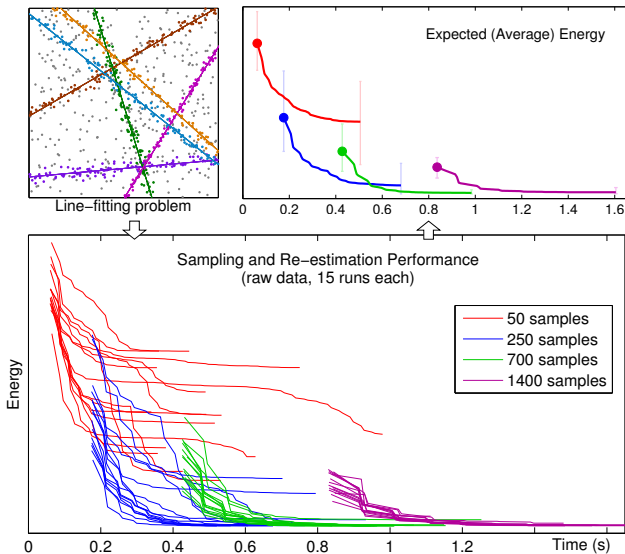 Expected (Average) Energy
0 0.2 0.4 0.6 0.8 1 1.2 1.4 1.6
Line−fitting problem
Sampling and Re-estimation Performance
(raw data, 15 runs each)
50 samples
250 samples
700 samples
1400 samples
Energy
0 0.2 0.4 0.6 0.8 1 1.2 Time (s)